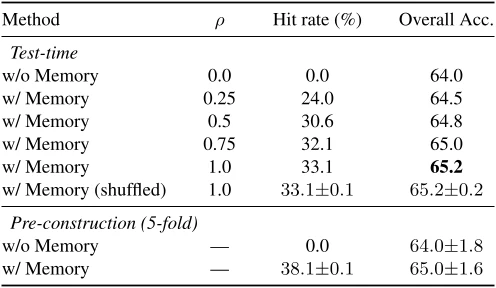 Method ρ Hit rate (%) Overall Acc.
Test-time
w/o Memory 0.0 0.0 64.0
w/ Memory 0.25 24.0 64.5
w/ Memory 0.5 30.6 64.8
w/ Memory 0.75 32.1 65.0
w/ Memory 1.0 33.1 65.2
w/ Memory (shuffled) 1.0 33.1±0.1 65.2±0.2
Pre-construction (5-fold)
w/o Memory — 0.0 64.0±1.8
w/ Memory — 38.1±0.1 65.0±1.6